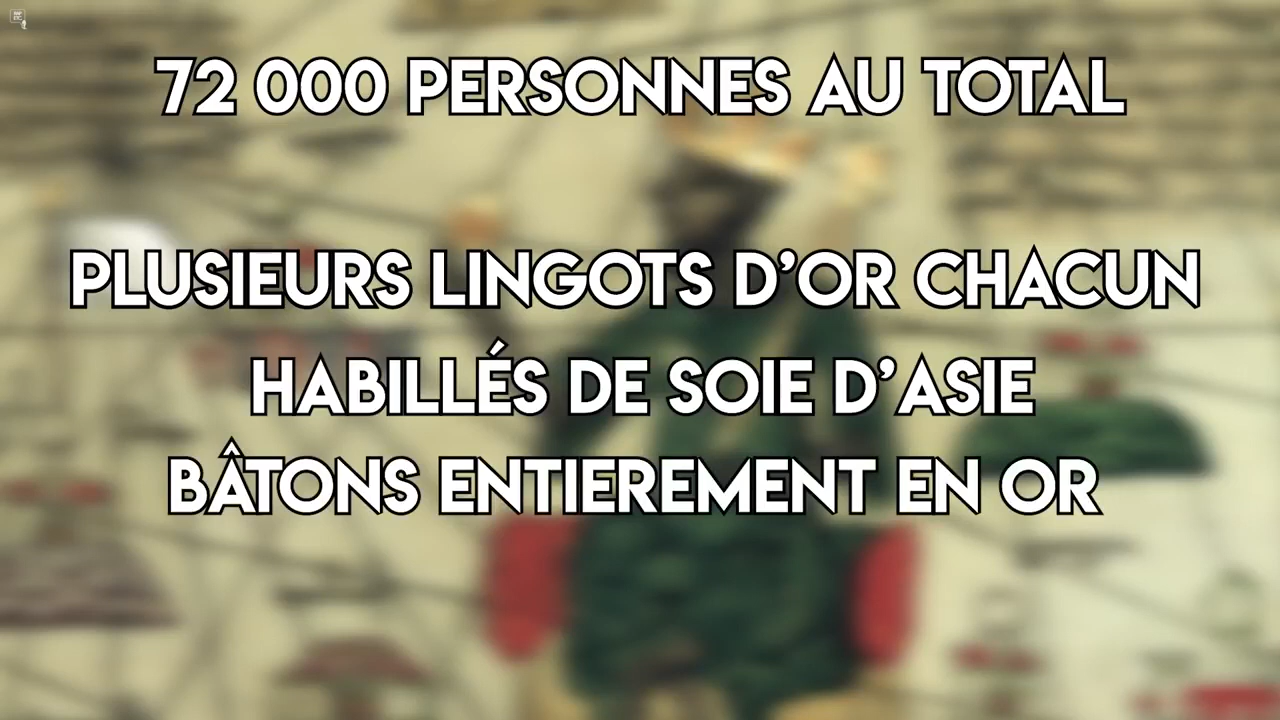 72 000 PERSONNES AU TOTAL
PLUSIEURS LINGOTS D’OR CHACUN
HABILLÉS DE SOIE D’ASIE
BÂTONS ENTIEREMENT EN OR